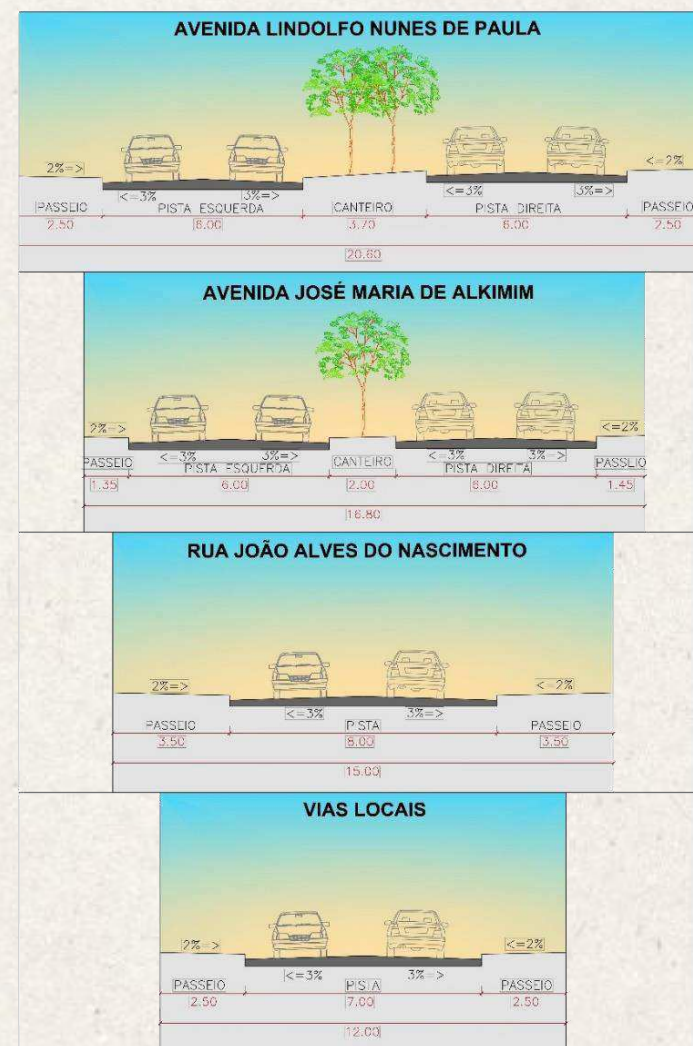 AVENIDA LINDOLFO NUNES DE PAULA
2%=> <=2%
<=3% 3%=> <=3% 3%=>
PASSEIO PISTA ESQUERDA CANTEIRO PISTA DIREITA PASSEIO
2.50 6.00 3.70 6.00 2.50
20.60
AVENIDA JOSÉ MARIA DE ALKIMIM
2%=> <=2%
<=3% 3%=> <=3% 3%=>
PASSEIO PISTA ESQUERDA CANTEIRO PISTA DIREITA PASSEIO
1.35 6.00 2.00 6.00 1.45
16.80
RUA JOÃO ALVES DO NASCIMENTO
2%=> <=2%
<=3% 3%=>
PASSEIO PISTA PASSEIO
3.50 8.00 3.50
15.00
VIAS LOCAIS
2%=> <=2%
<=3% 3%=>
PASSEIO PISTA PASSEIO
2.50 7.00 2.50
12.00